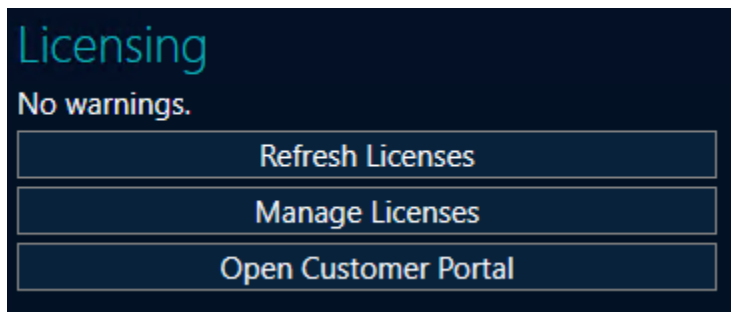 Licensing
No warnings.
Refresh Licenses
Manage Licenses
Open Customer Portal